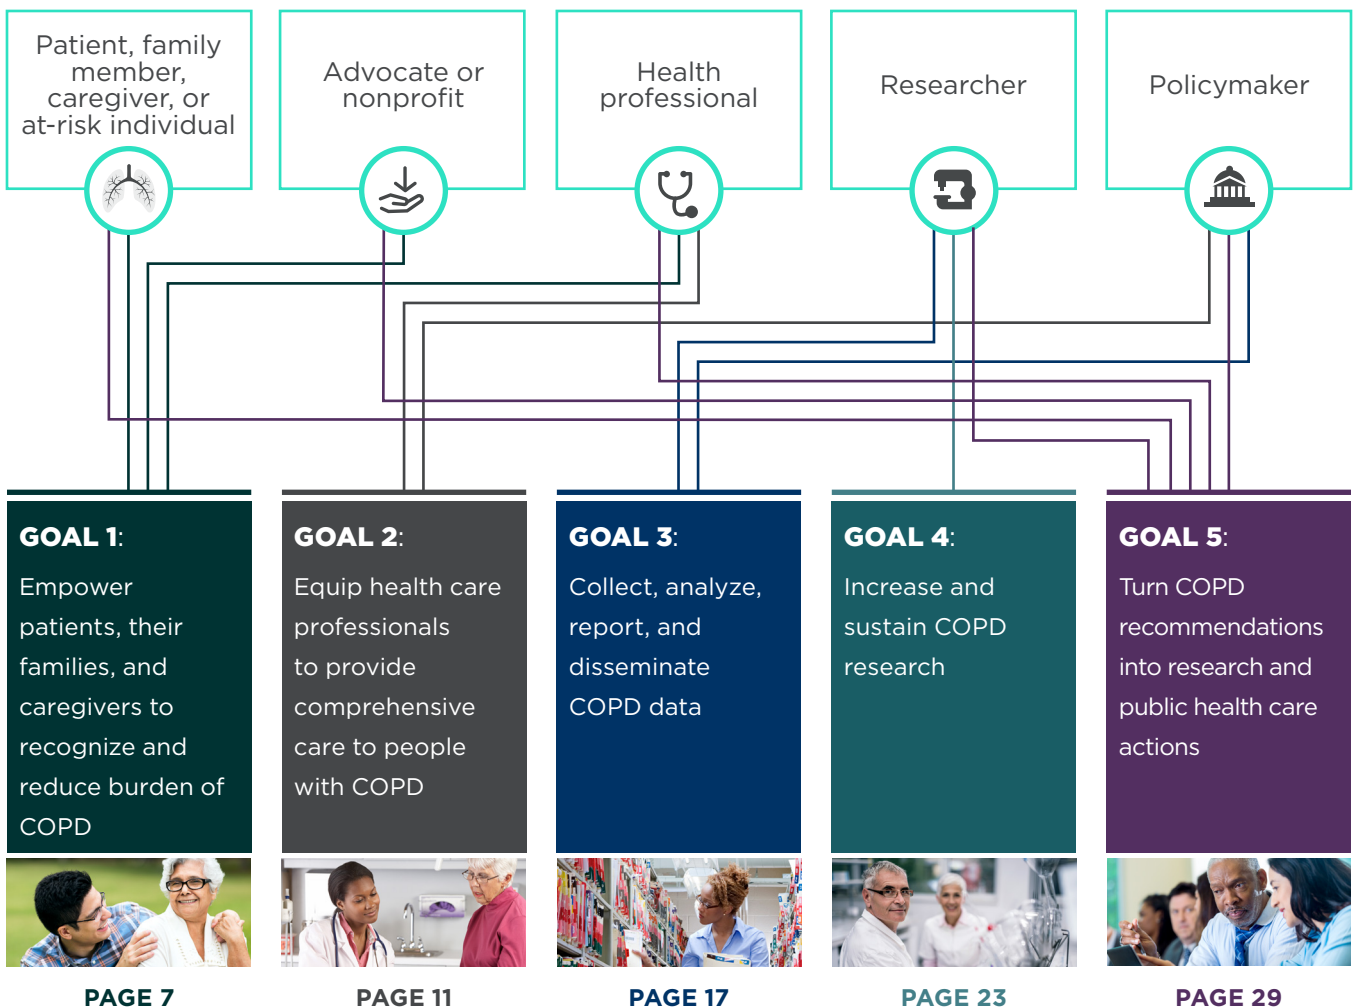 Patient, family
member,
caregiver, or
at-risk individual
Advocate or
nonprofit
Health
professional
Researcher
Policymaker
GOAL 1:
Empower
patients, their
families, and
caregivers to
recognize and
reduce burden of
COPD
GOAL 2:
Equip health care
professionals
to provide
comprehensive
care to people
with COPD
GOAL 3:
Collect, analyze,
report, and
disseminate
COPD data
GOAL 4:
Increase and
sustain COPD
research
GOAL 5:
Turn COPD
recommendations
into research and
public health care
actions
PAGE 7
PAGE 11
PAGE 17
PAGE 23
PAGE 29